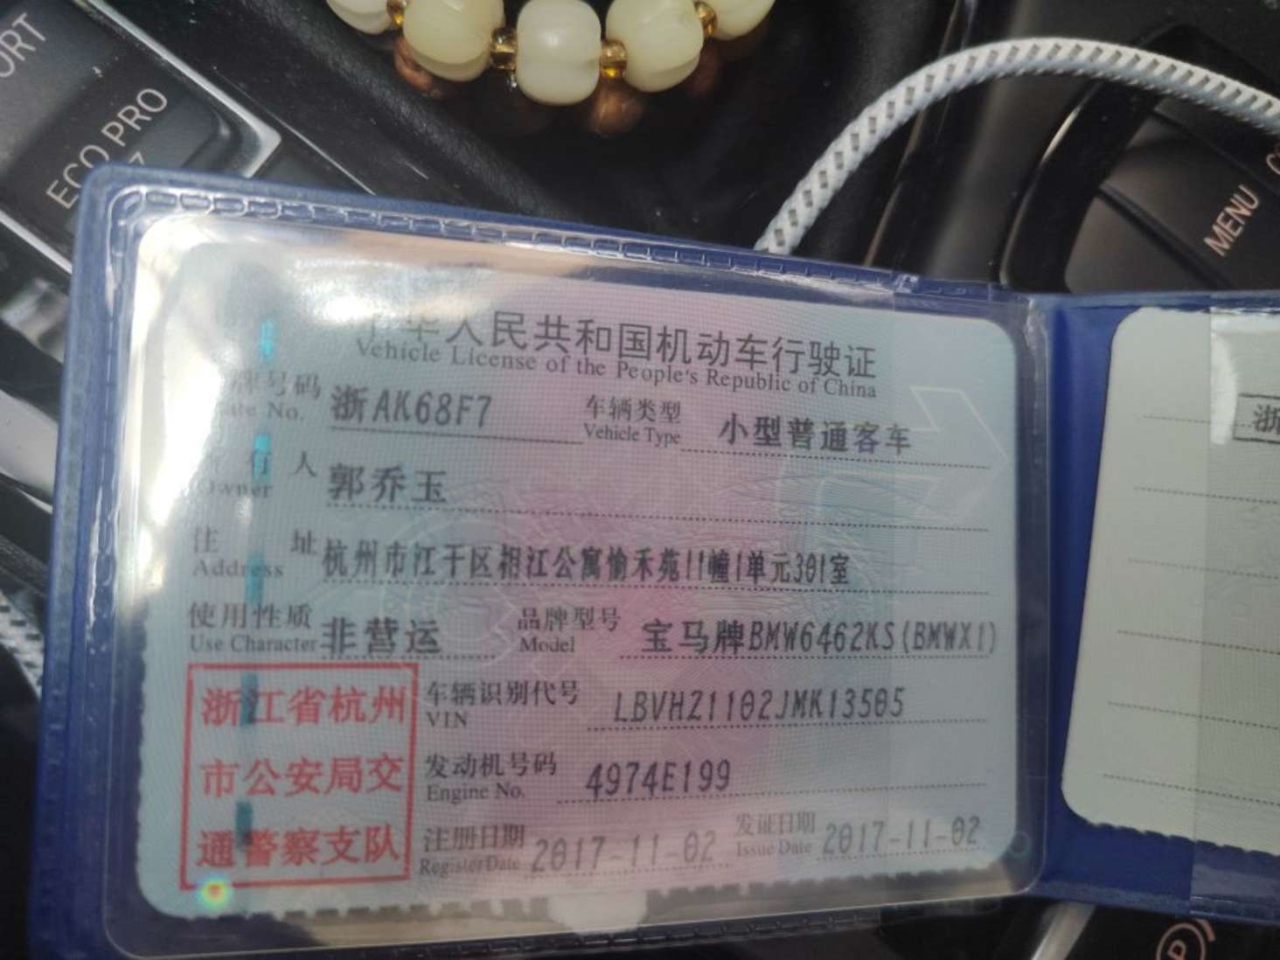 ORT
ECO PRO
MENU
中华人民共和国机动车行驶证
Vehicle License of the People's Republic of China
牌号码 浙AK68F7 车辆类型 小型普通客车
No. Vehicle Type
人 郭乔玉
Owner
住 址 杭州市江干区相江公寓愉禾苑11幢1单元301室
Address
使用性质 非营运 品牌型号 宝马牌BMW6462KS(BMWX1)
Use Character Model
浙江省杭州
市公安局交
通警察支队
车辆识别代号 LBVHZ1102JMK13505
VIN
发动机号码 4974E199
Engine No.
注册日期 2017-11-02 发证日期 2017-11-02
Register Date Issue Date
浙
P